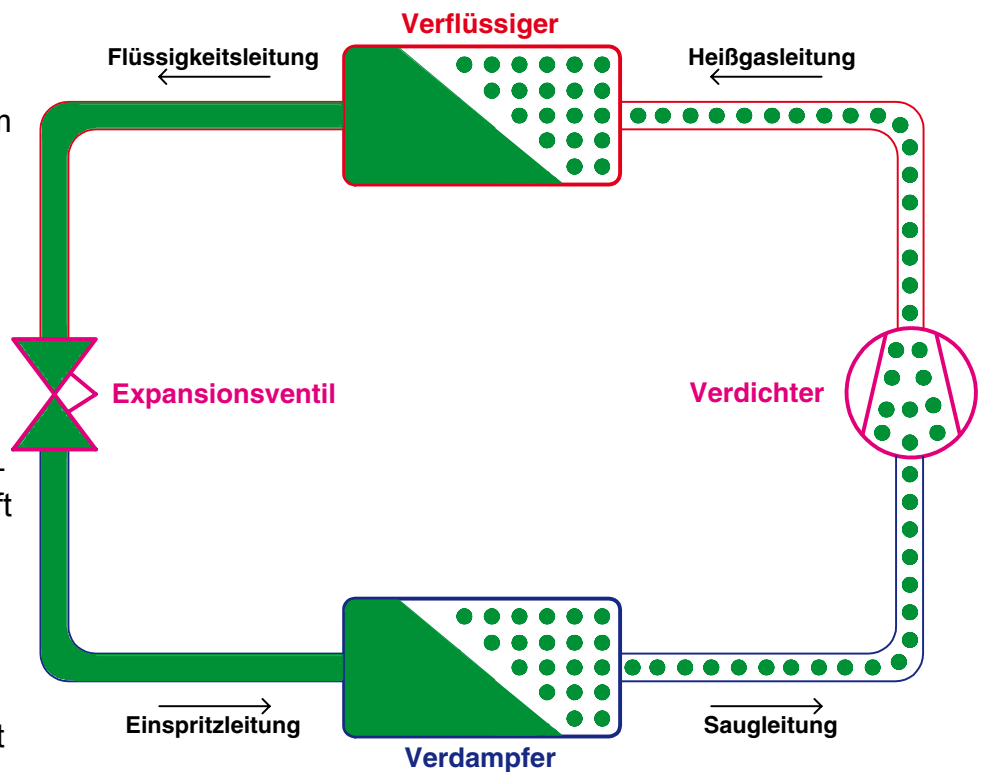 Verflüssiger
Flüssigkeitsleitung
Heißgasleitung
Expansionsventil
Verdichter
Einspritzleitung
Saugleitung
Verdampfer